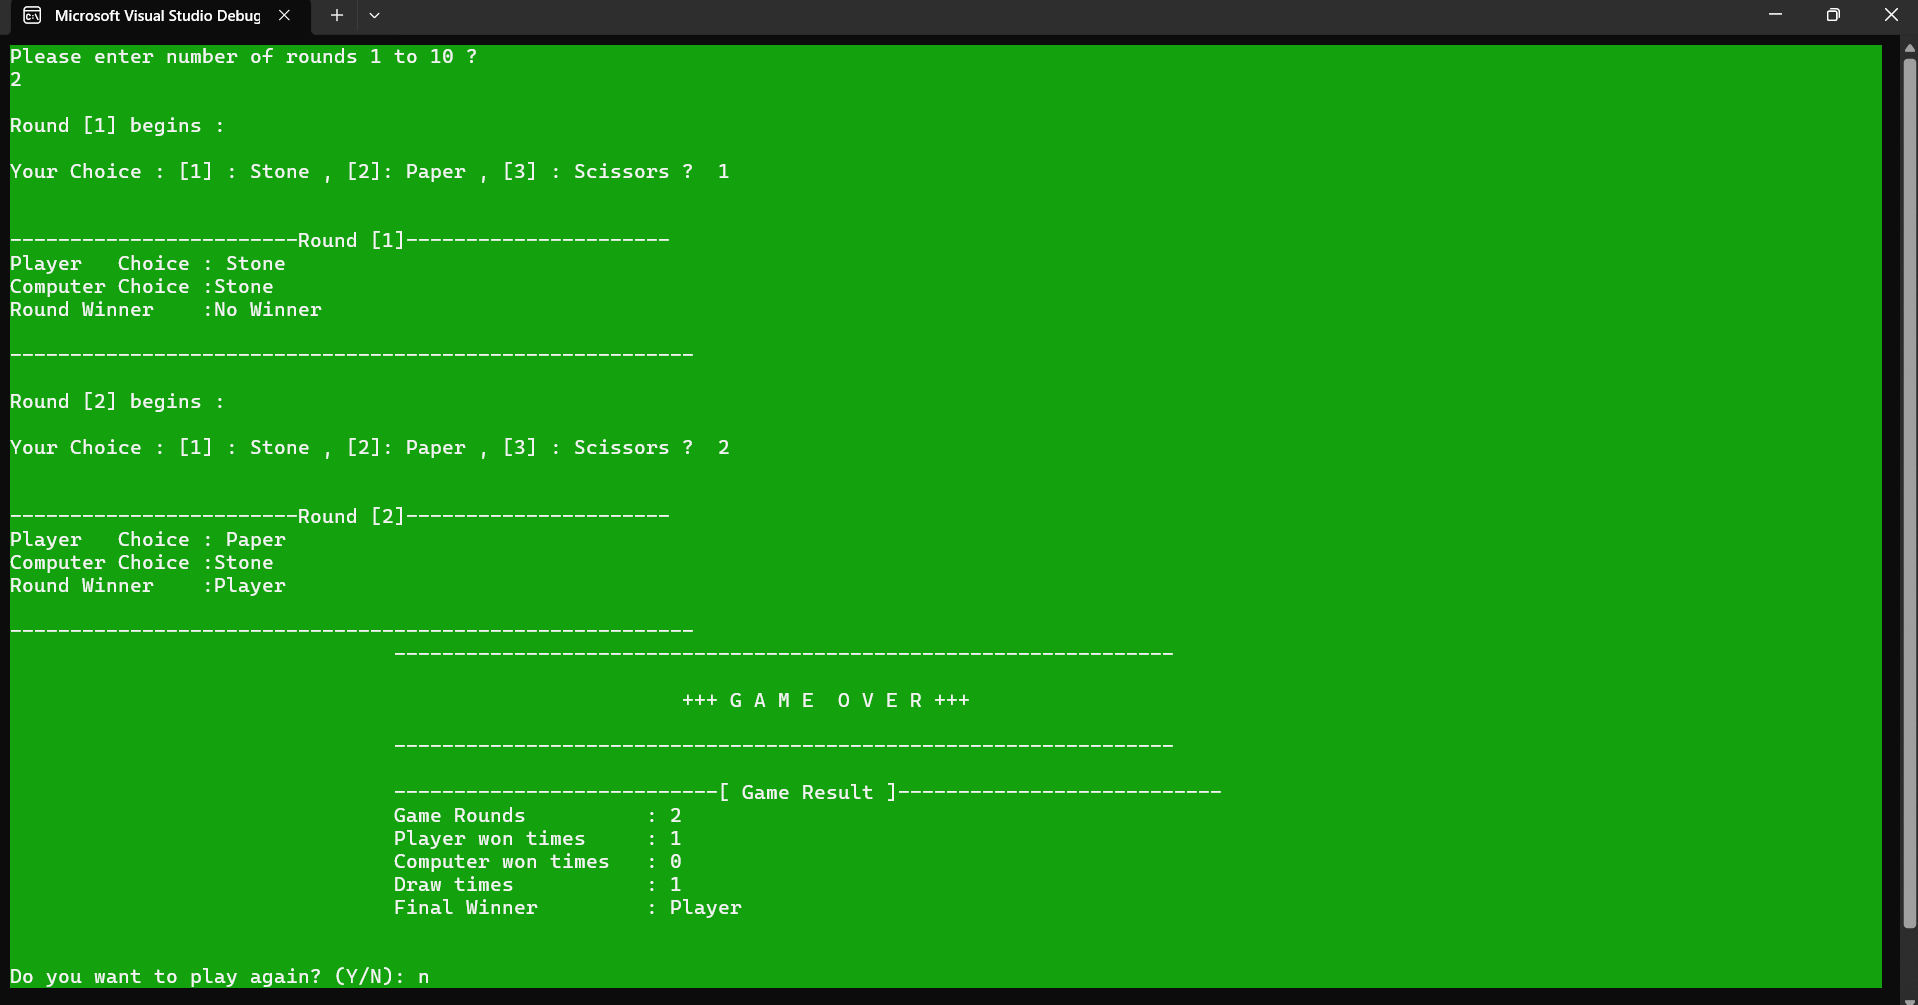 Microsoft Visual Studio Debug
Please enter number of rounds 1 to 10 ?
2
Round [1] begins :
Your Choice : [1] : Stone , [2]: Paper , [3] : Scissors ?  1
------------------------Round [1]----------------------
Player   Choice : Stone
Computer Choice :Stone
Round Winner    :No Winner
---------------------------------------------------------
Round [2] begins :
Your Choice : [1] : Stone , [2]: Paper , [3] : Scissors ?  2
------------------------Round [2]----------------------
Player   Choice : Paper
Computer Choice :Stone
Round Winner    :Player
---------------------------------------------------------
-----------------------------------------------------------------
+++ G A M E  O V E R +++
-----------------------------------------------------------------
---------------------------[ Game Result ]---------------------------
Game Rounds          : 2
Player won times     : 1
Computer won times   : 0
Draw times           : 1
Final Winner         : Player
Do you want to play again? (Y/N): n